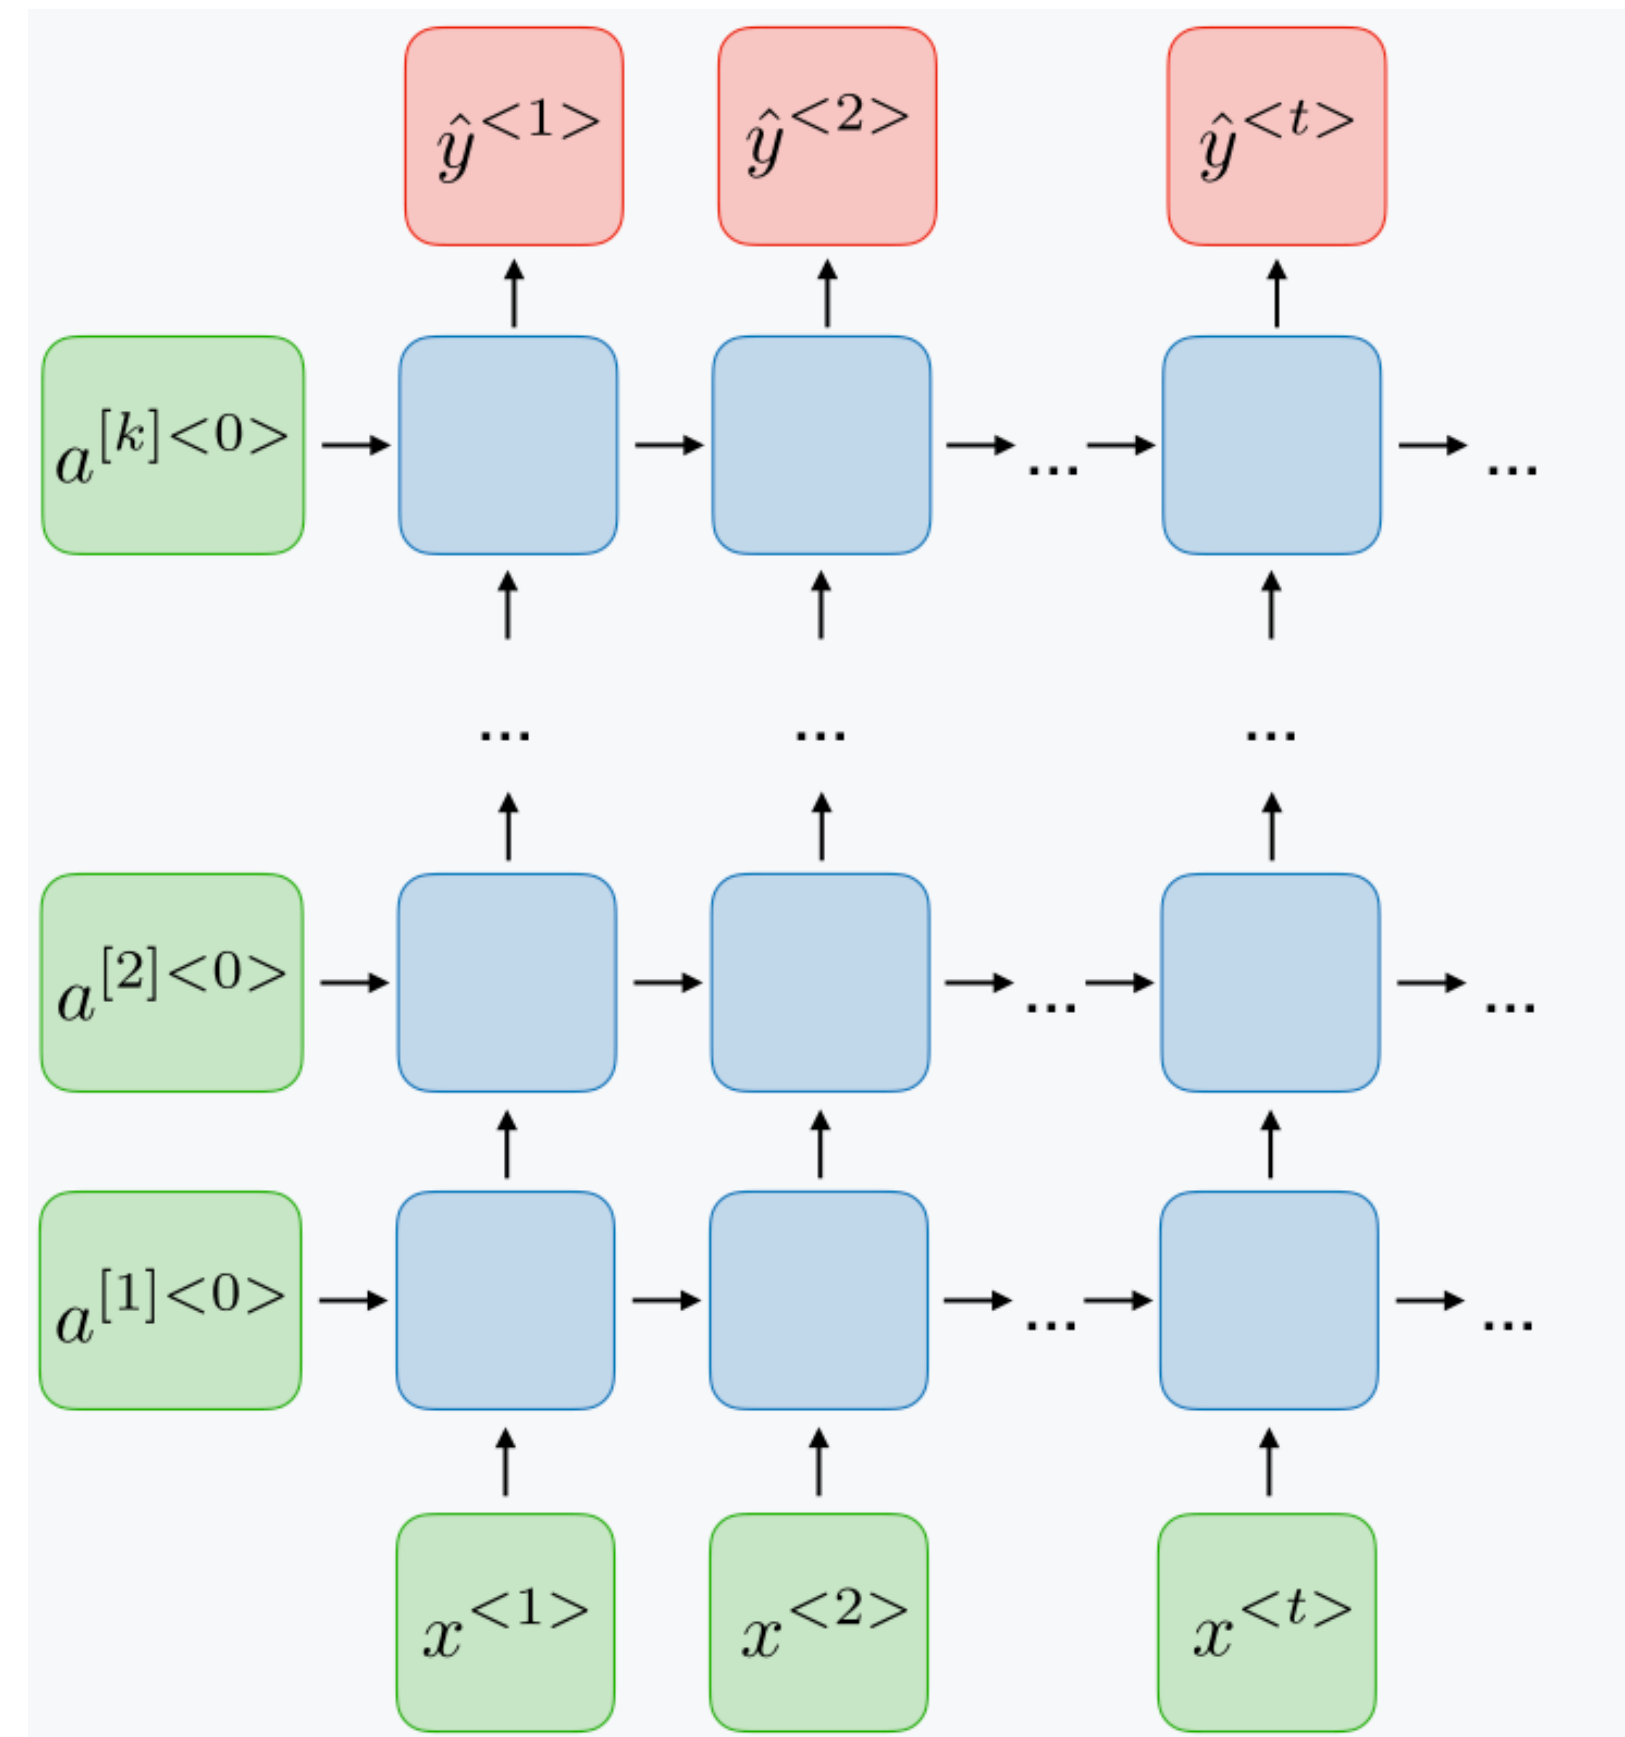 ŷ<1> ŷ<2> ŷ<t>
a[k]<0> ... ...
... ... ...
a[2]<0> ... ...
a[1]<0> ... ...
x<1> x<2> x<t>